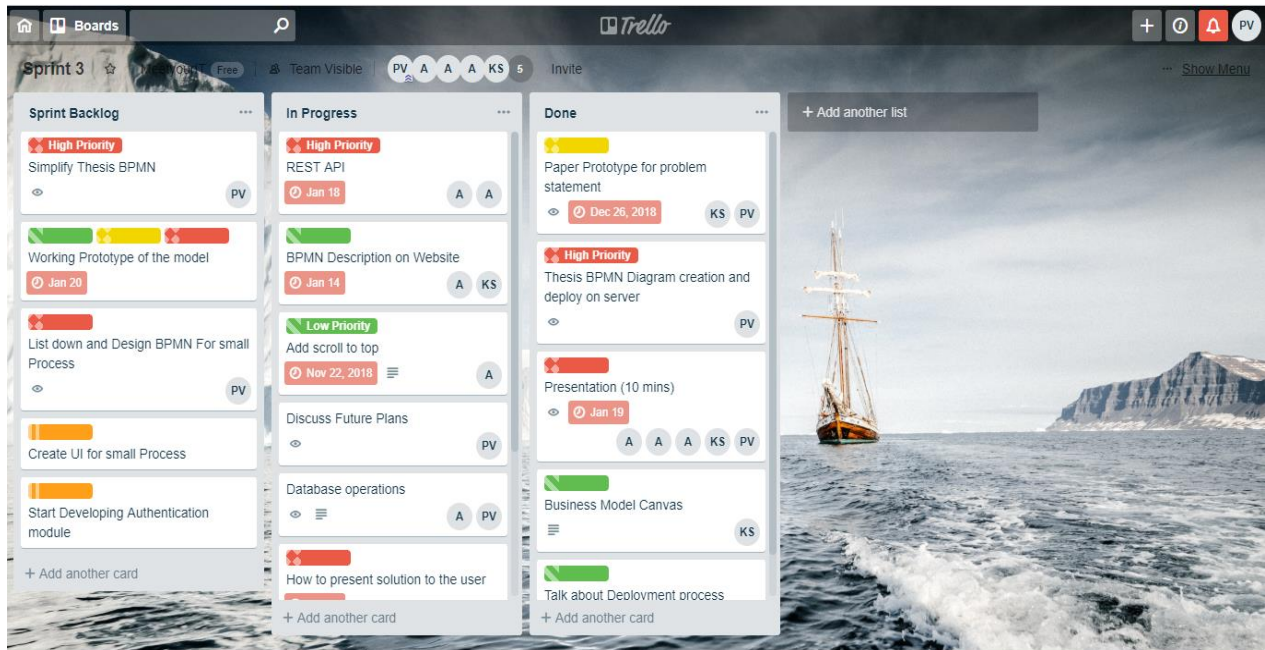 Boards
Trello
PV
Sprint 3
Free
Team Visible
PV A A A KS 5
Invite
... Show Menu
Sprint Backlog ...
High Priority
Simplify Thesis BPMN
PV
Working Prototype of the model
Jan 20
List down and Design BPMN For small
Process
PV
Create UI for small Process
Start Developing Authentication
module
+ Add another card
In Progress ...
High Priority
REST API
Jan 18
A A
BPMN Description on Website
Jan 14
A KS
Low Priority
Add scroll to top
Nov 22, 2018
A
Discuss Future Plans
PV
Database operations
A PV
How to present solution to the user
+ Add another card
Done ...
Paper Prototype for problem
statement
Dec 26, 2018
KS PV
High Priority
Thesis BPMN Diagram creation and
deploy on server
PV
Presentation (10 mins)
Jan 19
A A A KS PV
Business Model Canvas
KS
Talk about Deployment process
+ Add another card
+ Add another list